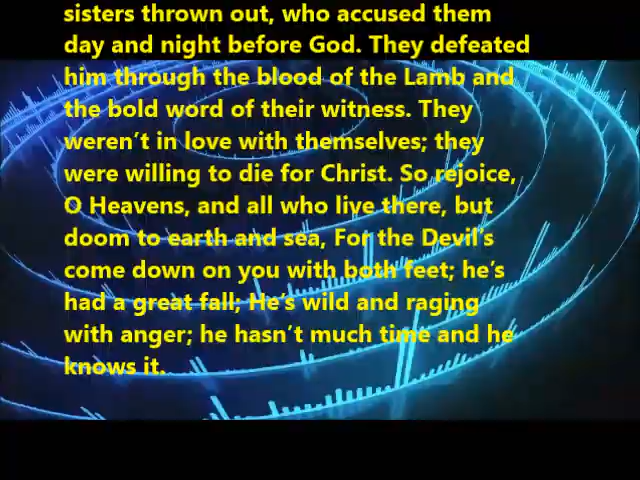 sisters thrown out, who accused them
day and night before God. They defeated
him through the blood of the Lamb and
the bold word of their witness. They
weren’t in love with themselves; they
were willing to die for Christ. So rejoice,
O Heavens, and all who live there, but
doom to earth and sea, For the Devil’s
come down on you with both feet; he’s
had a great fall; He’s wild and raging
with anger; he hasn’t much time and he
knows it.